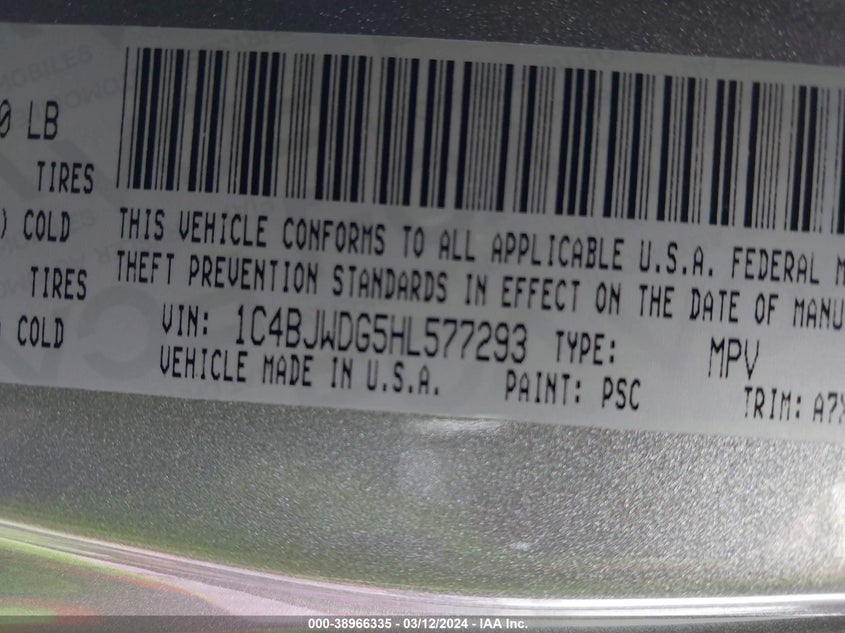 0 LB
TIRES
) COLD
TIRES
COLD
THIS VEHICLE CONFORMS TO ALL APPLICABLE U.S.A. FEDERAL M
THEFT PREVENTION STANDARDS IN EFFECT ON THE DATE OF MANU
VIN: 1C4BJWDG5HL577293 TYPE: MPV
VEHICLE MADE IN U.S.A. PAINT: PSC TRIM: A7X
000-38966335 - 03/12/2024 - IAA Inc.